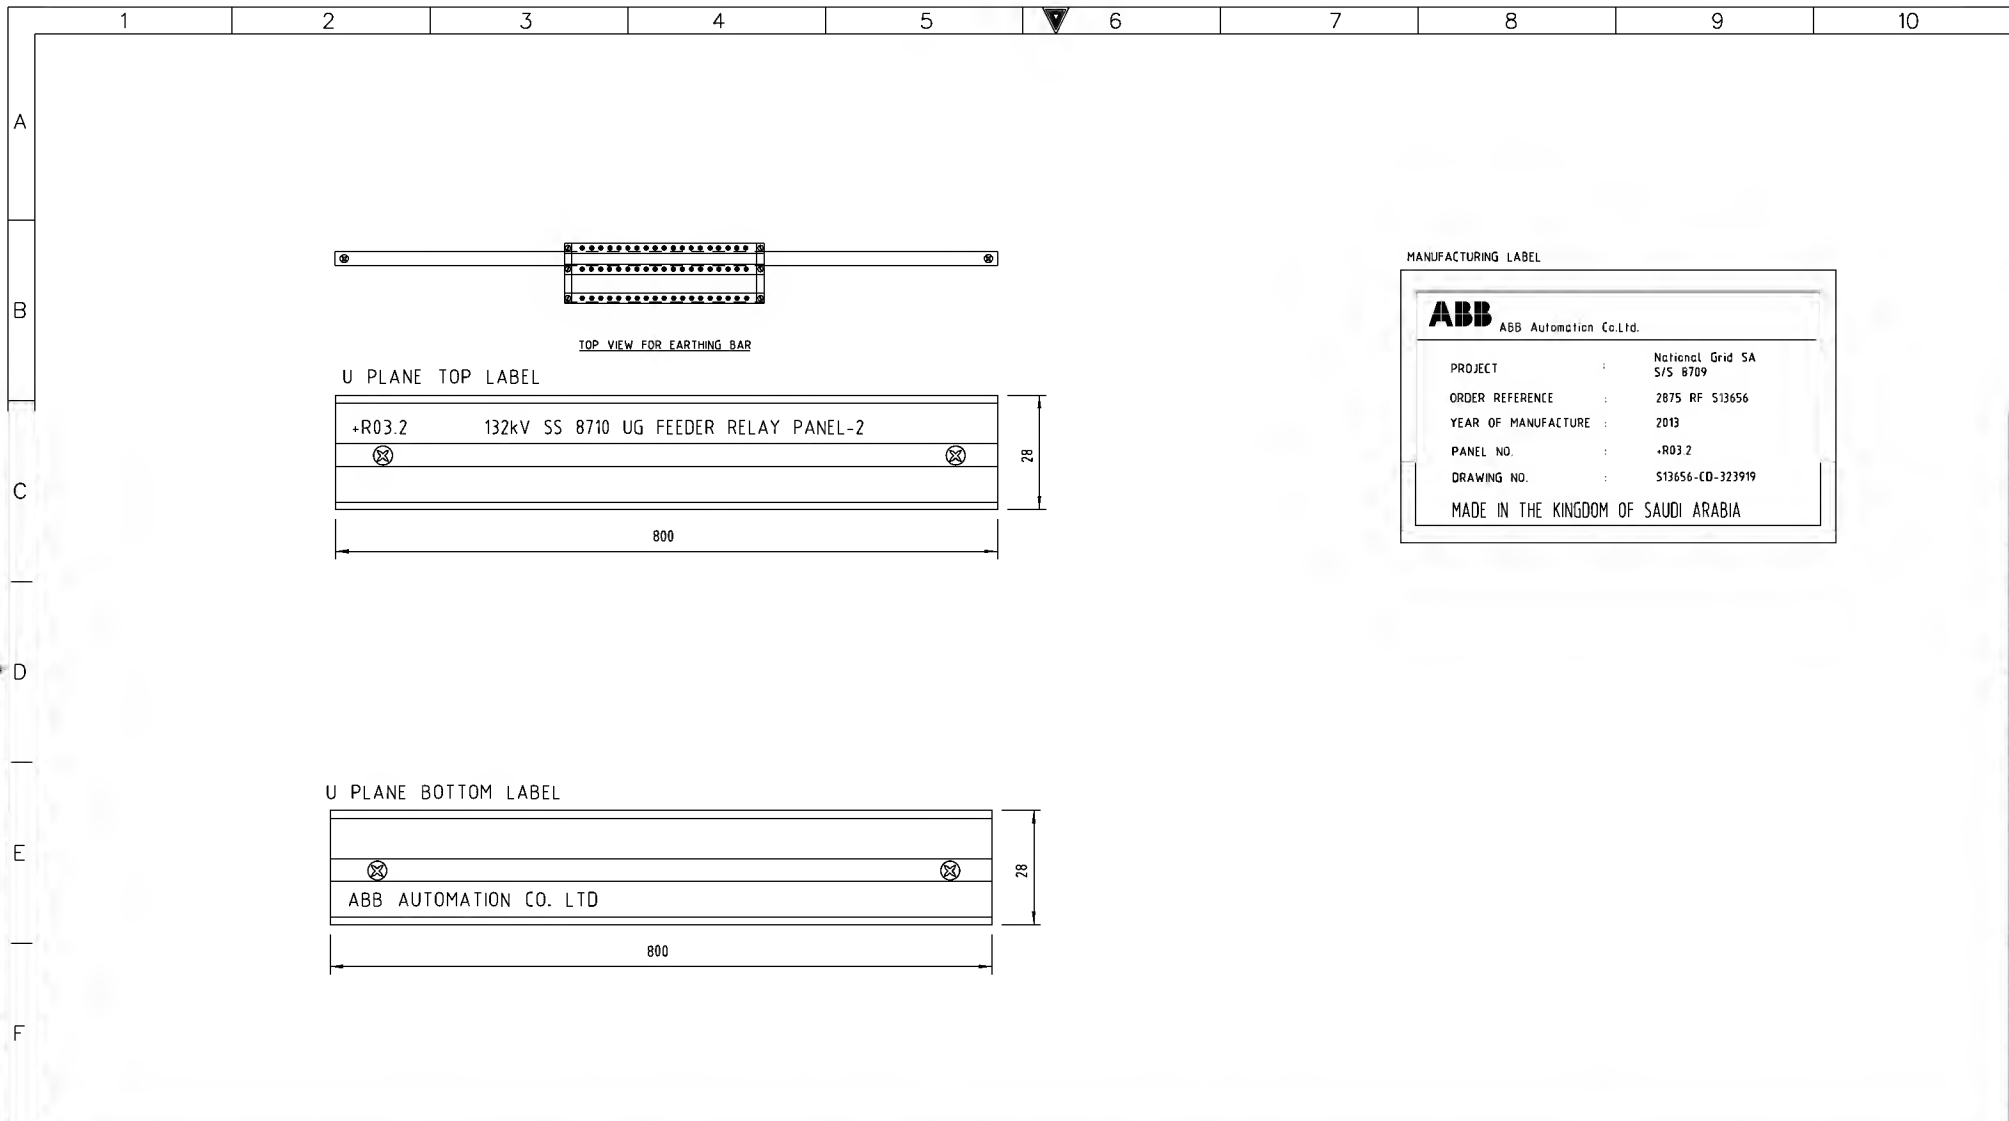 1 2 3 4 5 6 7 8 9 10
A
B
C
D
E
F
TOP VIEW FOR EARTHING BAR
U PLANE TOP LABEL
+R03.2 132kV SS 8710 UG FEEDER RELAY PANEL-2
28
800
U PLANE BOTTOM LABEL
ABB AUTOMATION CO. LTD
28
800
MANUFACTURING LABEL
ABB ABB Automation Co.Ltd.
PROJECT : National Grid SA
S/S 8709
ORDER REFERENCE : 2875 RF S13656
YEAR OF MANUFACTURE : 2013
PANEL NO. : +R03.2
DRAWING NO. : S13656-CD-323919
MADE IN THE KINGDOM OF SAUDI ARABIA